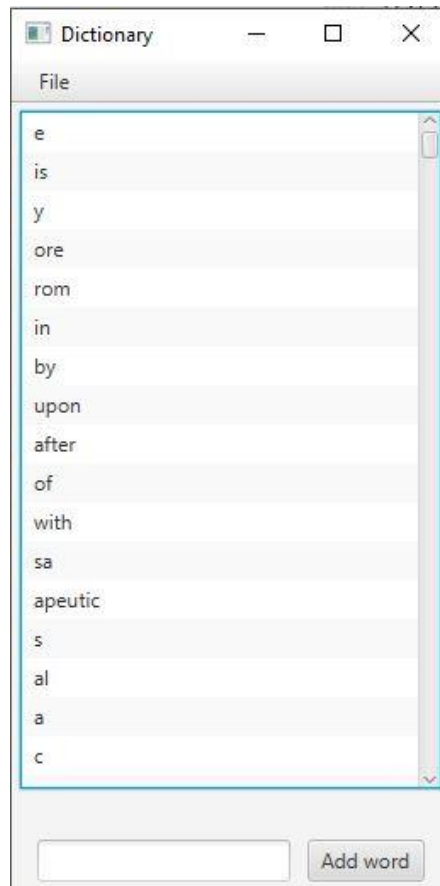 Dictionary
File
e
is
y
ore
rom
in
by
upon
after
of
with
sa
apeutic
s
al
a
c
Add word